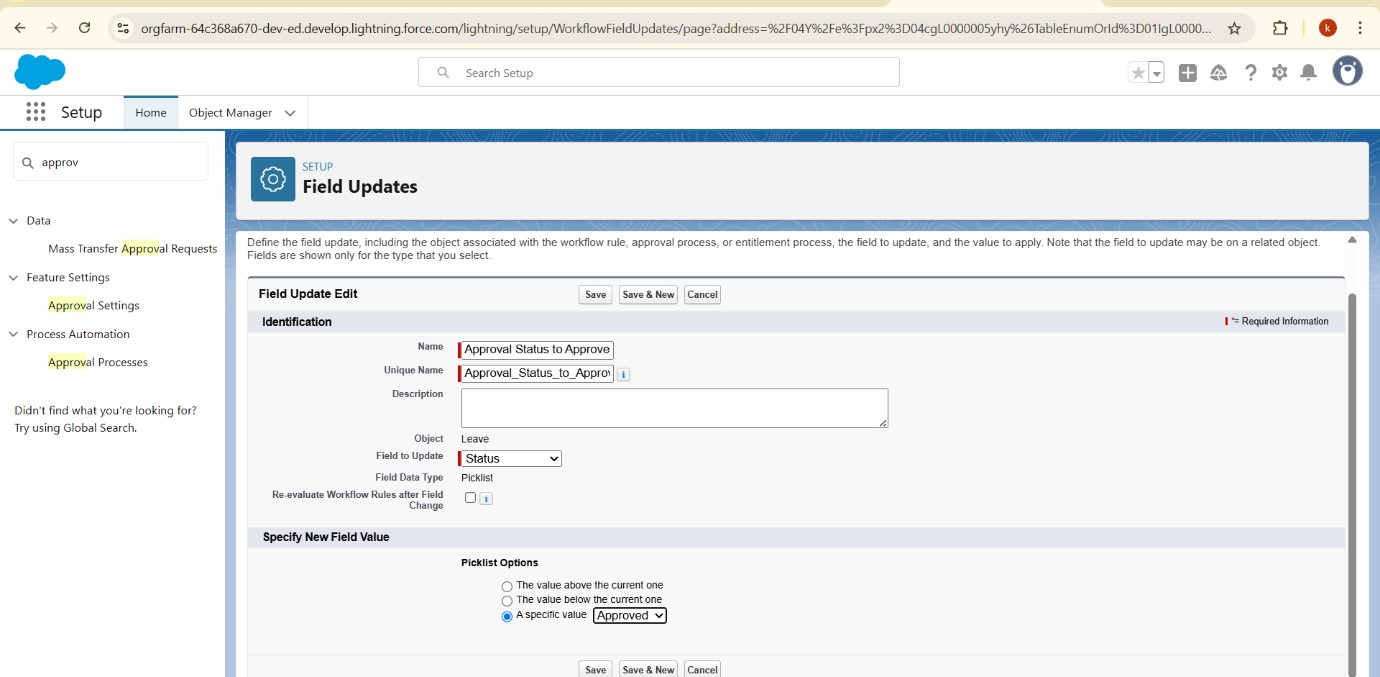 orgfarm-64c368a670-dev-ed.develop.lightning.force.com/lightning/setup/WorkflowFieldUpdates/page?address=%2F04Y%2Fe%3Fpx2%3D04cgL0000005yhy%26TableEnumOrId%3D01IgL0000...
k
Search Setup
Setup
Home
Object Manager
approv
SETUP
Field Updates
Data
Mass Transfer Approval Requests
Feature Settings
Approval Settings
Process Automation
Approval Processes
Didn't find what you're looking for?
Try using Global Search.
Define the field update, including the object associated with the workflow rule, approval process, or entitlement process, the field to update, and the value to apply. Note that the field to update may be on a related object.
Fields are shown only for the type that you select.
Field Update Edit
Save
Save & New
Cancel
Identification
= Required Information
Name
Approval Status to Approve
Unique Name
Approval_Status_to_Approv
i
Description
Object
Leave
Field to Update
Status
Field Data Type
Picklist
Re-evaluate Workflow Rules after Field
Change
i
Specify New Field Value
Picklist Options
The value above the current one
The value below the current one
A specific value
Approved
Save
Save & New
Cancel